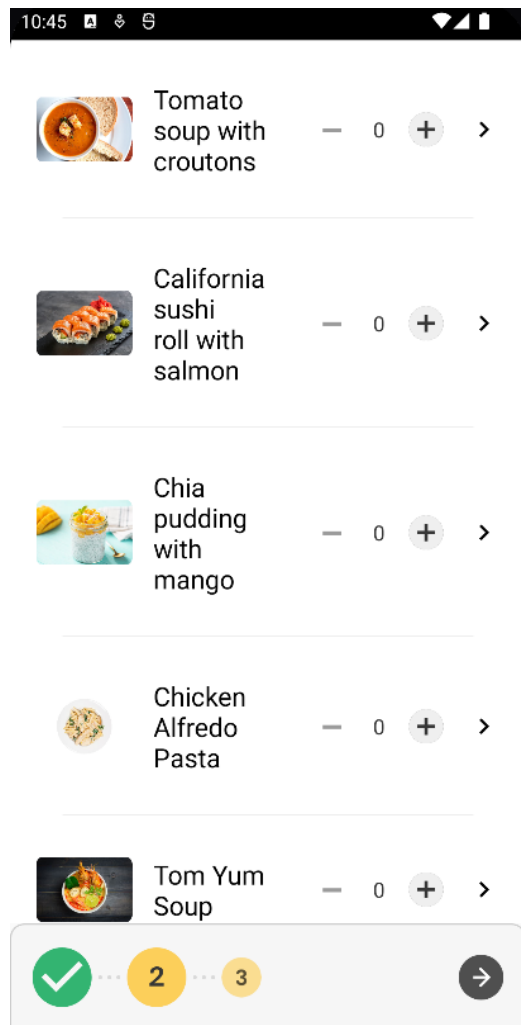 10:45
Tomato
soup with
croutons
0
California
sushi
roll with
salmon
0
Chia
pudding
with
mango
0
Chicken
Alfredo
Pasta
0
Tom Yum
Soup
0
2
3